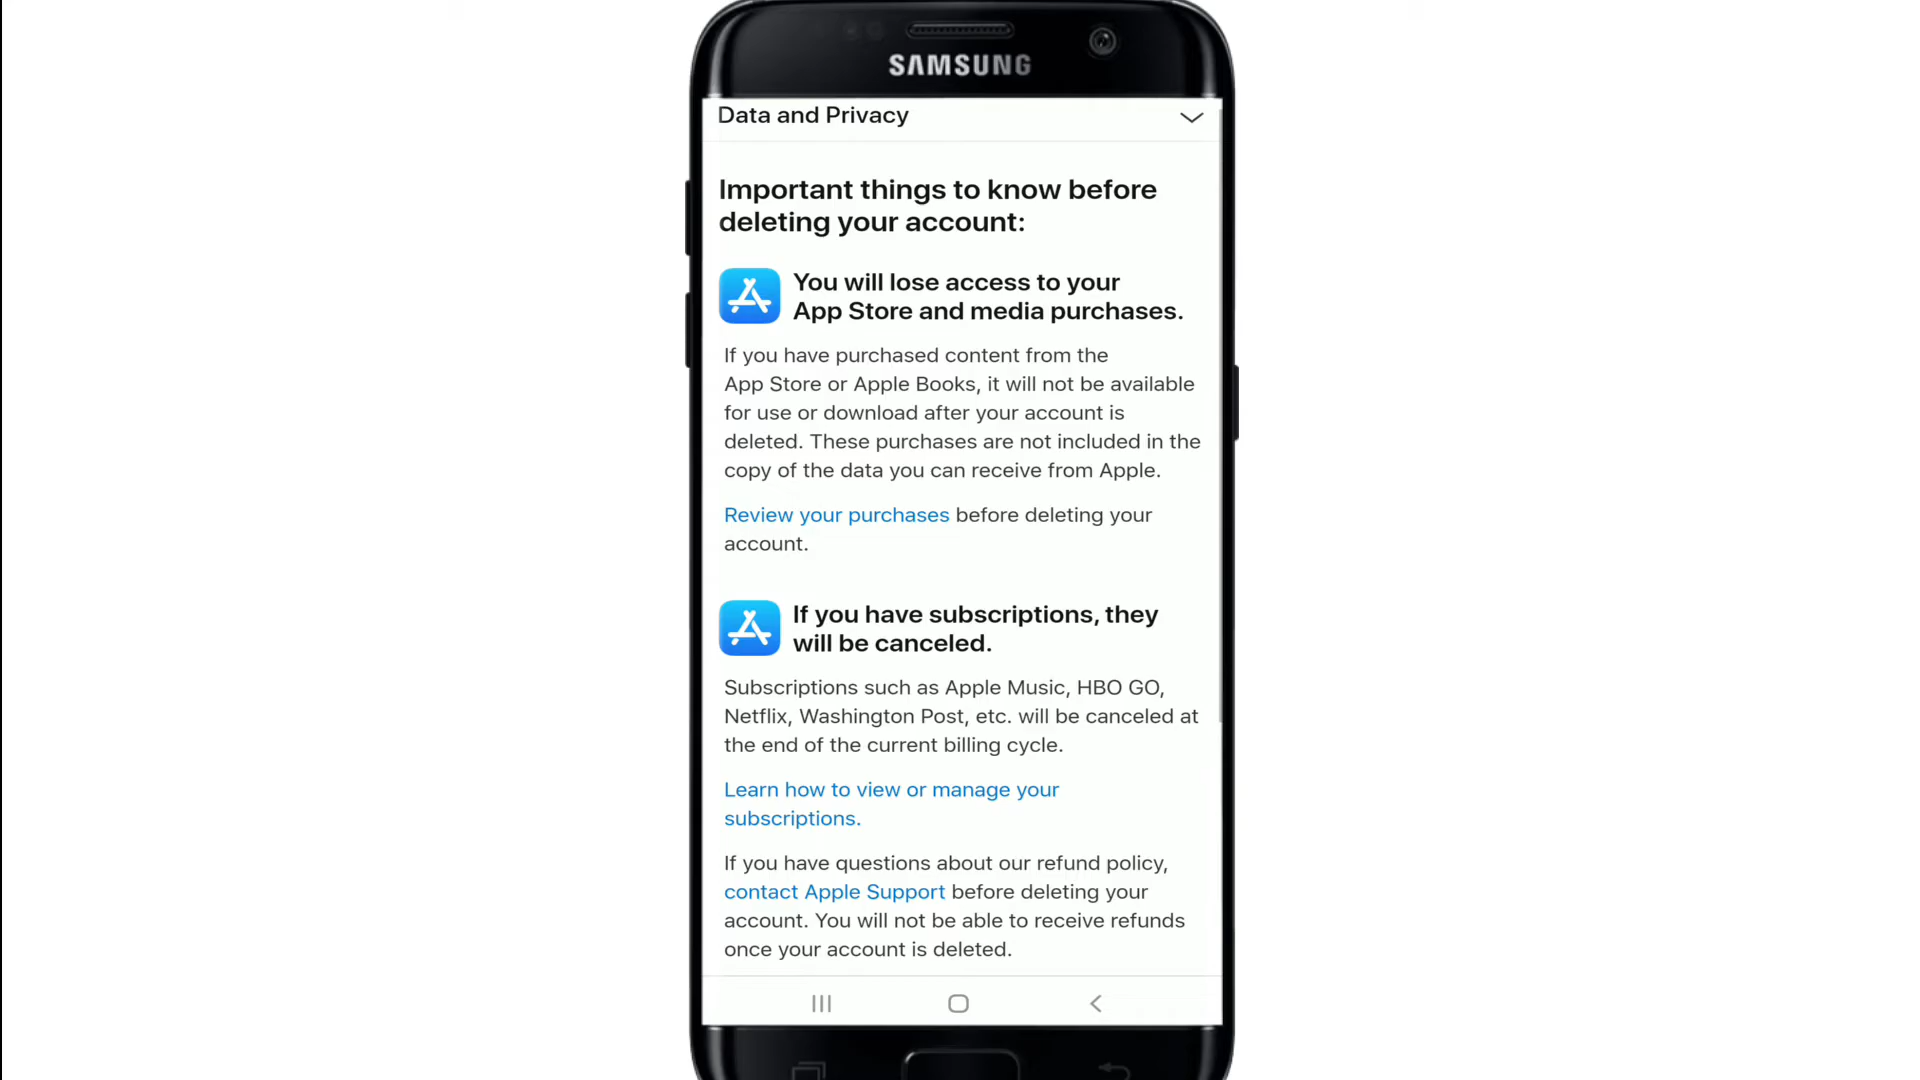 SAMSUNG
Data and Privacy
Important things to know before
deleting your account:
You will lose access to your
App Store and media purchases.
If you have purchased content from the
App Store or Apple Books, it will not be available
for use or download after your account is
deleted. These purchases are not included in the
copy of the data you can receive from Apple.
Review your purchases before deleting your
account.
If you have subscriptions, they
will be canceled.
Subscriptions such as Apple Music, HBO GO,
Netflix, Washington Post, etc. will be canceled at
the end of the current billing cycle.
Learn how to view or manage your
subscriptions.
If you have questions about our refund policy,
contact Apple Support before deleting your
account. You will not be able to receive refunds
once your account is deleted.